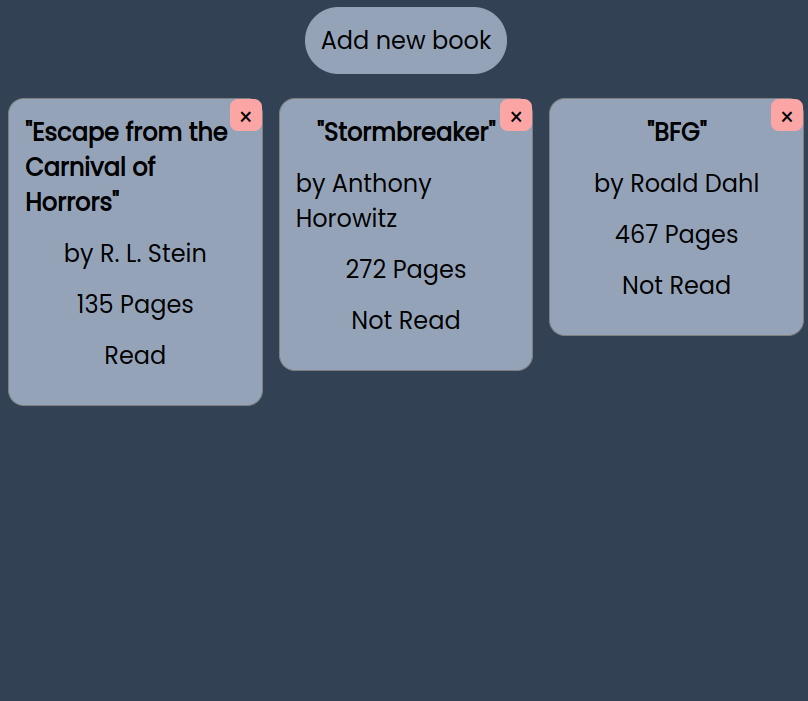 Add new book
×
"Escape from the
Carnival of
Horrors"
by R. L. Stein
135 Pages
Read
×
"Stormbreaker"
by Anthony
Horowitz
272 Pages
Not Read
×
"BFG"
by Roald Dahl
467 Pages
Not Read